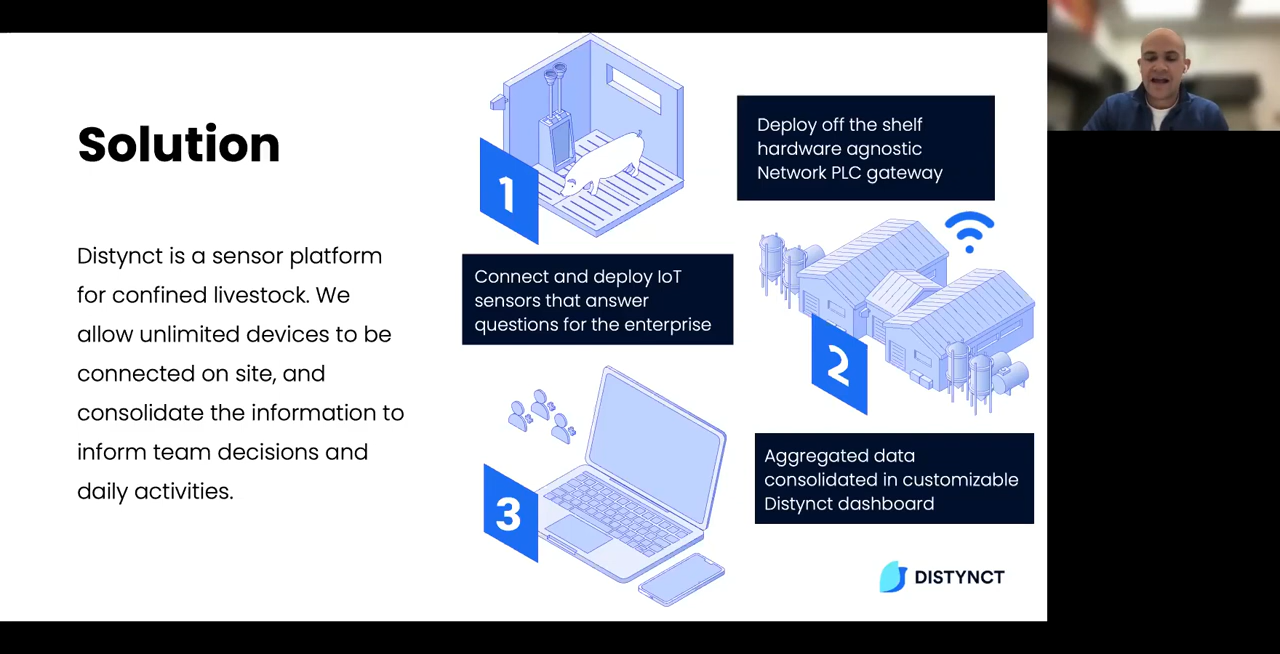 Solution
Distynct is a sensor platform
for confined livestock. We
allow unlimited devices to be
connected on site, and
consolidate the information to
inform team decisions and
daily activities.
1
Connect and deploy IoT
sensors that answer
questions for the enterprise
Deploy off the shelf
hardware agnostic
Network PLC gateway
2
3
Aggregated data
consolidated in customizable
Distynct dashboard
DISTYNCT